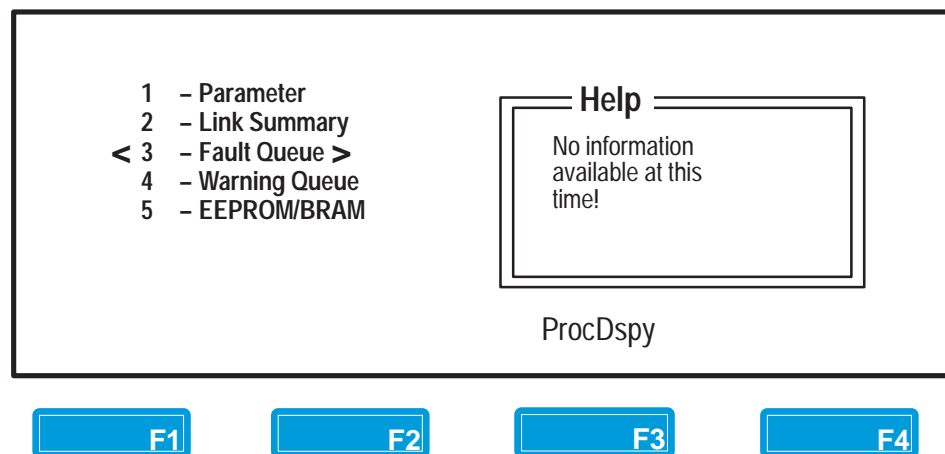 1 – Parameter
2 – Link Summary
< 3 – Fault Queue >
4 – Warning Queue
5 – EEPROM/BRAM
Help
No information
available at this
time!
ProcDspy
F1 F2 F3 F4